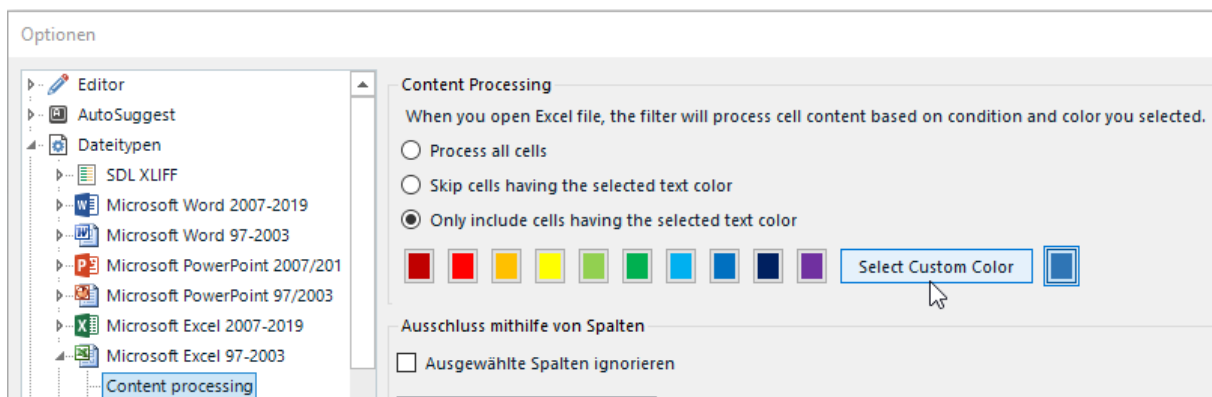 Optionen
Editor
AutoSuggest
Dateitypen
SDL XLIFF
Microsoft Word 2007-2019
Microsoft Word 97-2003
Microsoft PowerPoint 2007/201
Microsoft PowerPoint 97/2003
Microsoft Excel 2007-2019
Microsoft Excel 97-2003
Content processing
Content Processing
When you open Excel file, the filter will process cell content based on condition and color you selected.
Process all cells
Skip cells having the selected text color
Only include cells having the selected text color
Select Custom Color
Ausschluss mithilfe von Spalten
Ausgewählte Spalten ignorieren